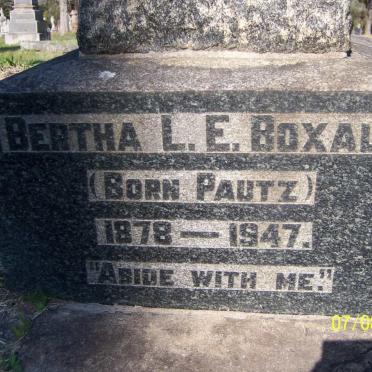 BERTHA L. E. BOXAL
(BORN PAUTZ)
1878 — 1947.
"ABIDE WITH ME."
07/0